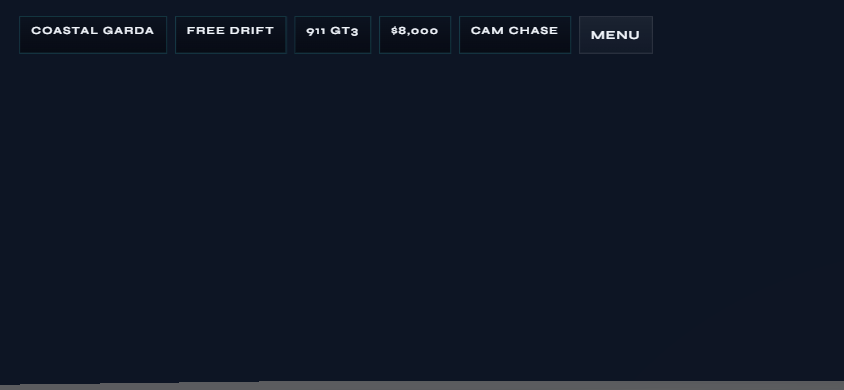 COASTAL GARDA
FREE DRIFT
911 GT3
$8,000
CAM CHASE
MENU